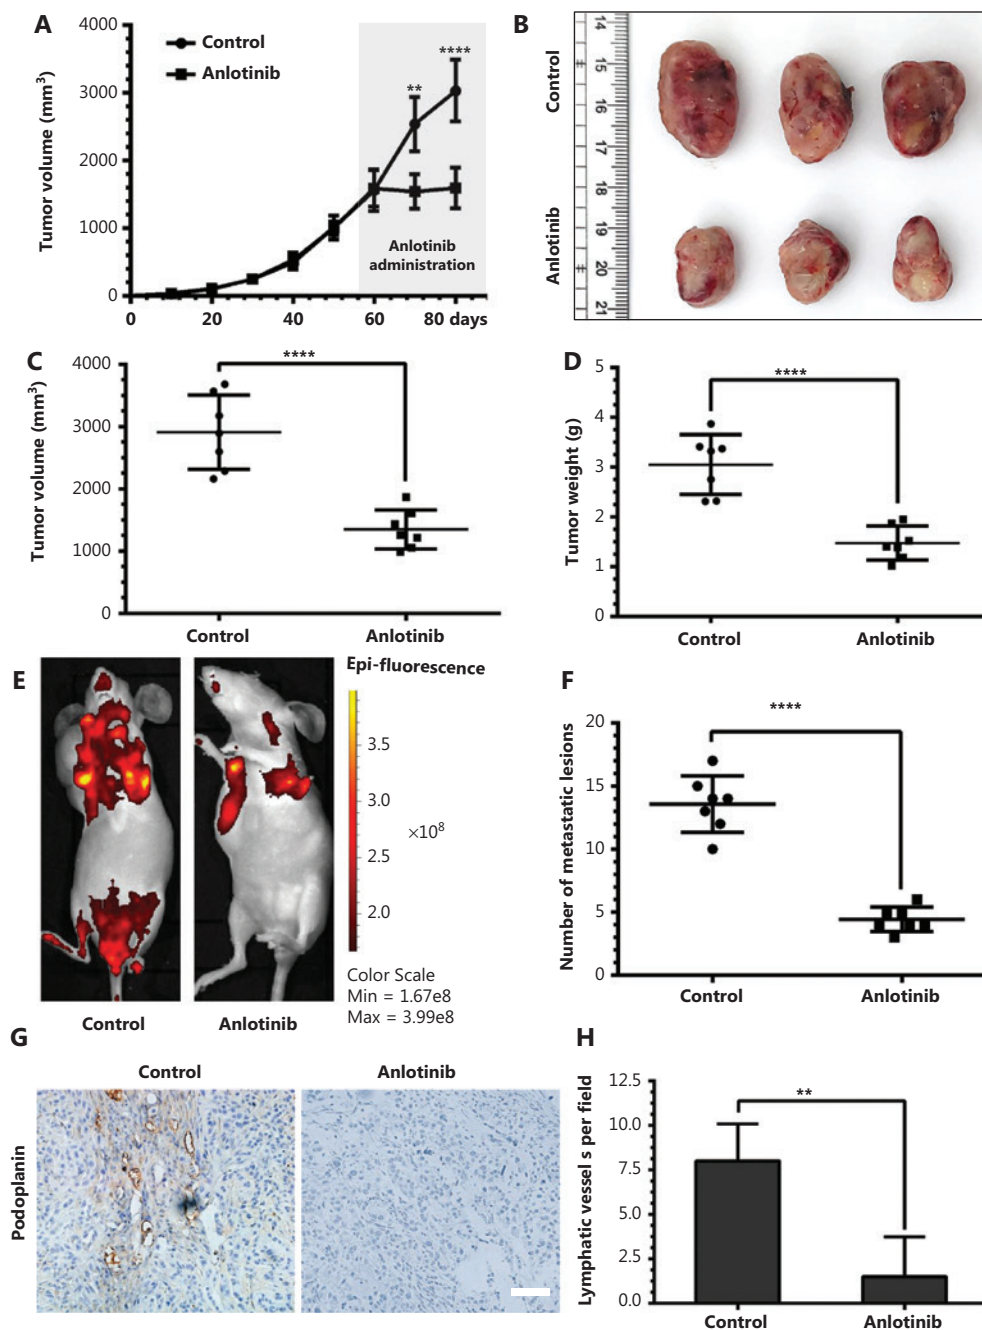 A
Tumor volume (mm³)
4000
3000
2000
1000
0
Control
Anlotinib
**
****
Anlotinib
administration
0
20
40
60
80 days
B
Control
Anlotinib
14
15
16
17
18
19
20
21
C
Tumor volume (mm³)
4000
3000
2000
1000
0
****
Control
Anlotinib
D
Tumor weight (g)
5
4
3
2
1
0
****
Control
Anlotinib
E
Epi-fluorescence
3.5
3.0
×10⁸
2.5
2.0
Color Scale
Min = 1.67e8
Max = 3.99e8
Control
Anlotinib
F
Number of metastatic lesions
20
15
10
5
0
****
Control
Anlotinib
G
Control
Anlotinib
Podoplanin
H
Lymphatic vessel s per field
12.5
10.0
7.5
5.0
2.5
0.0
**
Control
Anlotinib